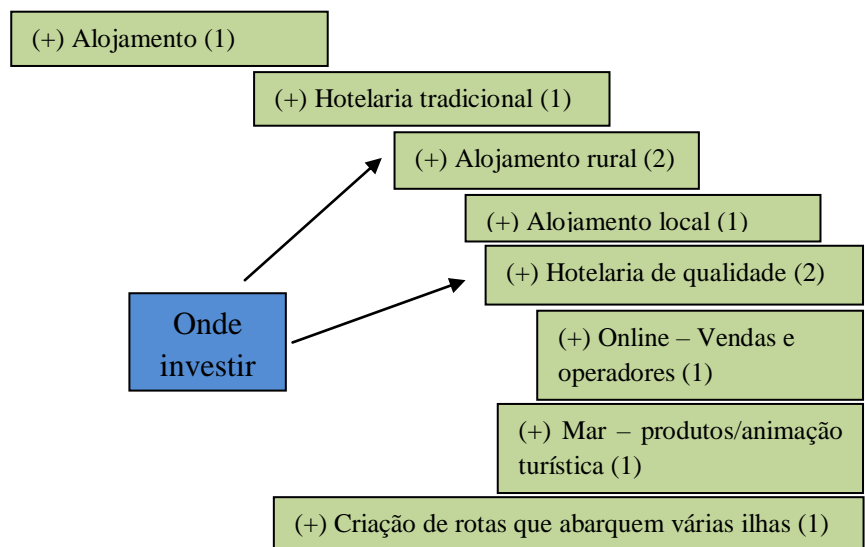 (+) Alojamento (1)
(+) Hotelaria tradicional (1)
(+) Alojamento rural (2)
(+) Alojamento local (1)
(+) Hotelaria de qualidade (2)
Onde
investir
(+) Online – Vendas e
operadores (1)
(+) Mar – produtos/animação
turística (1)
(+) Criação de rotas que abarquem várias ilhas (1)